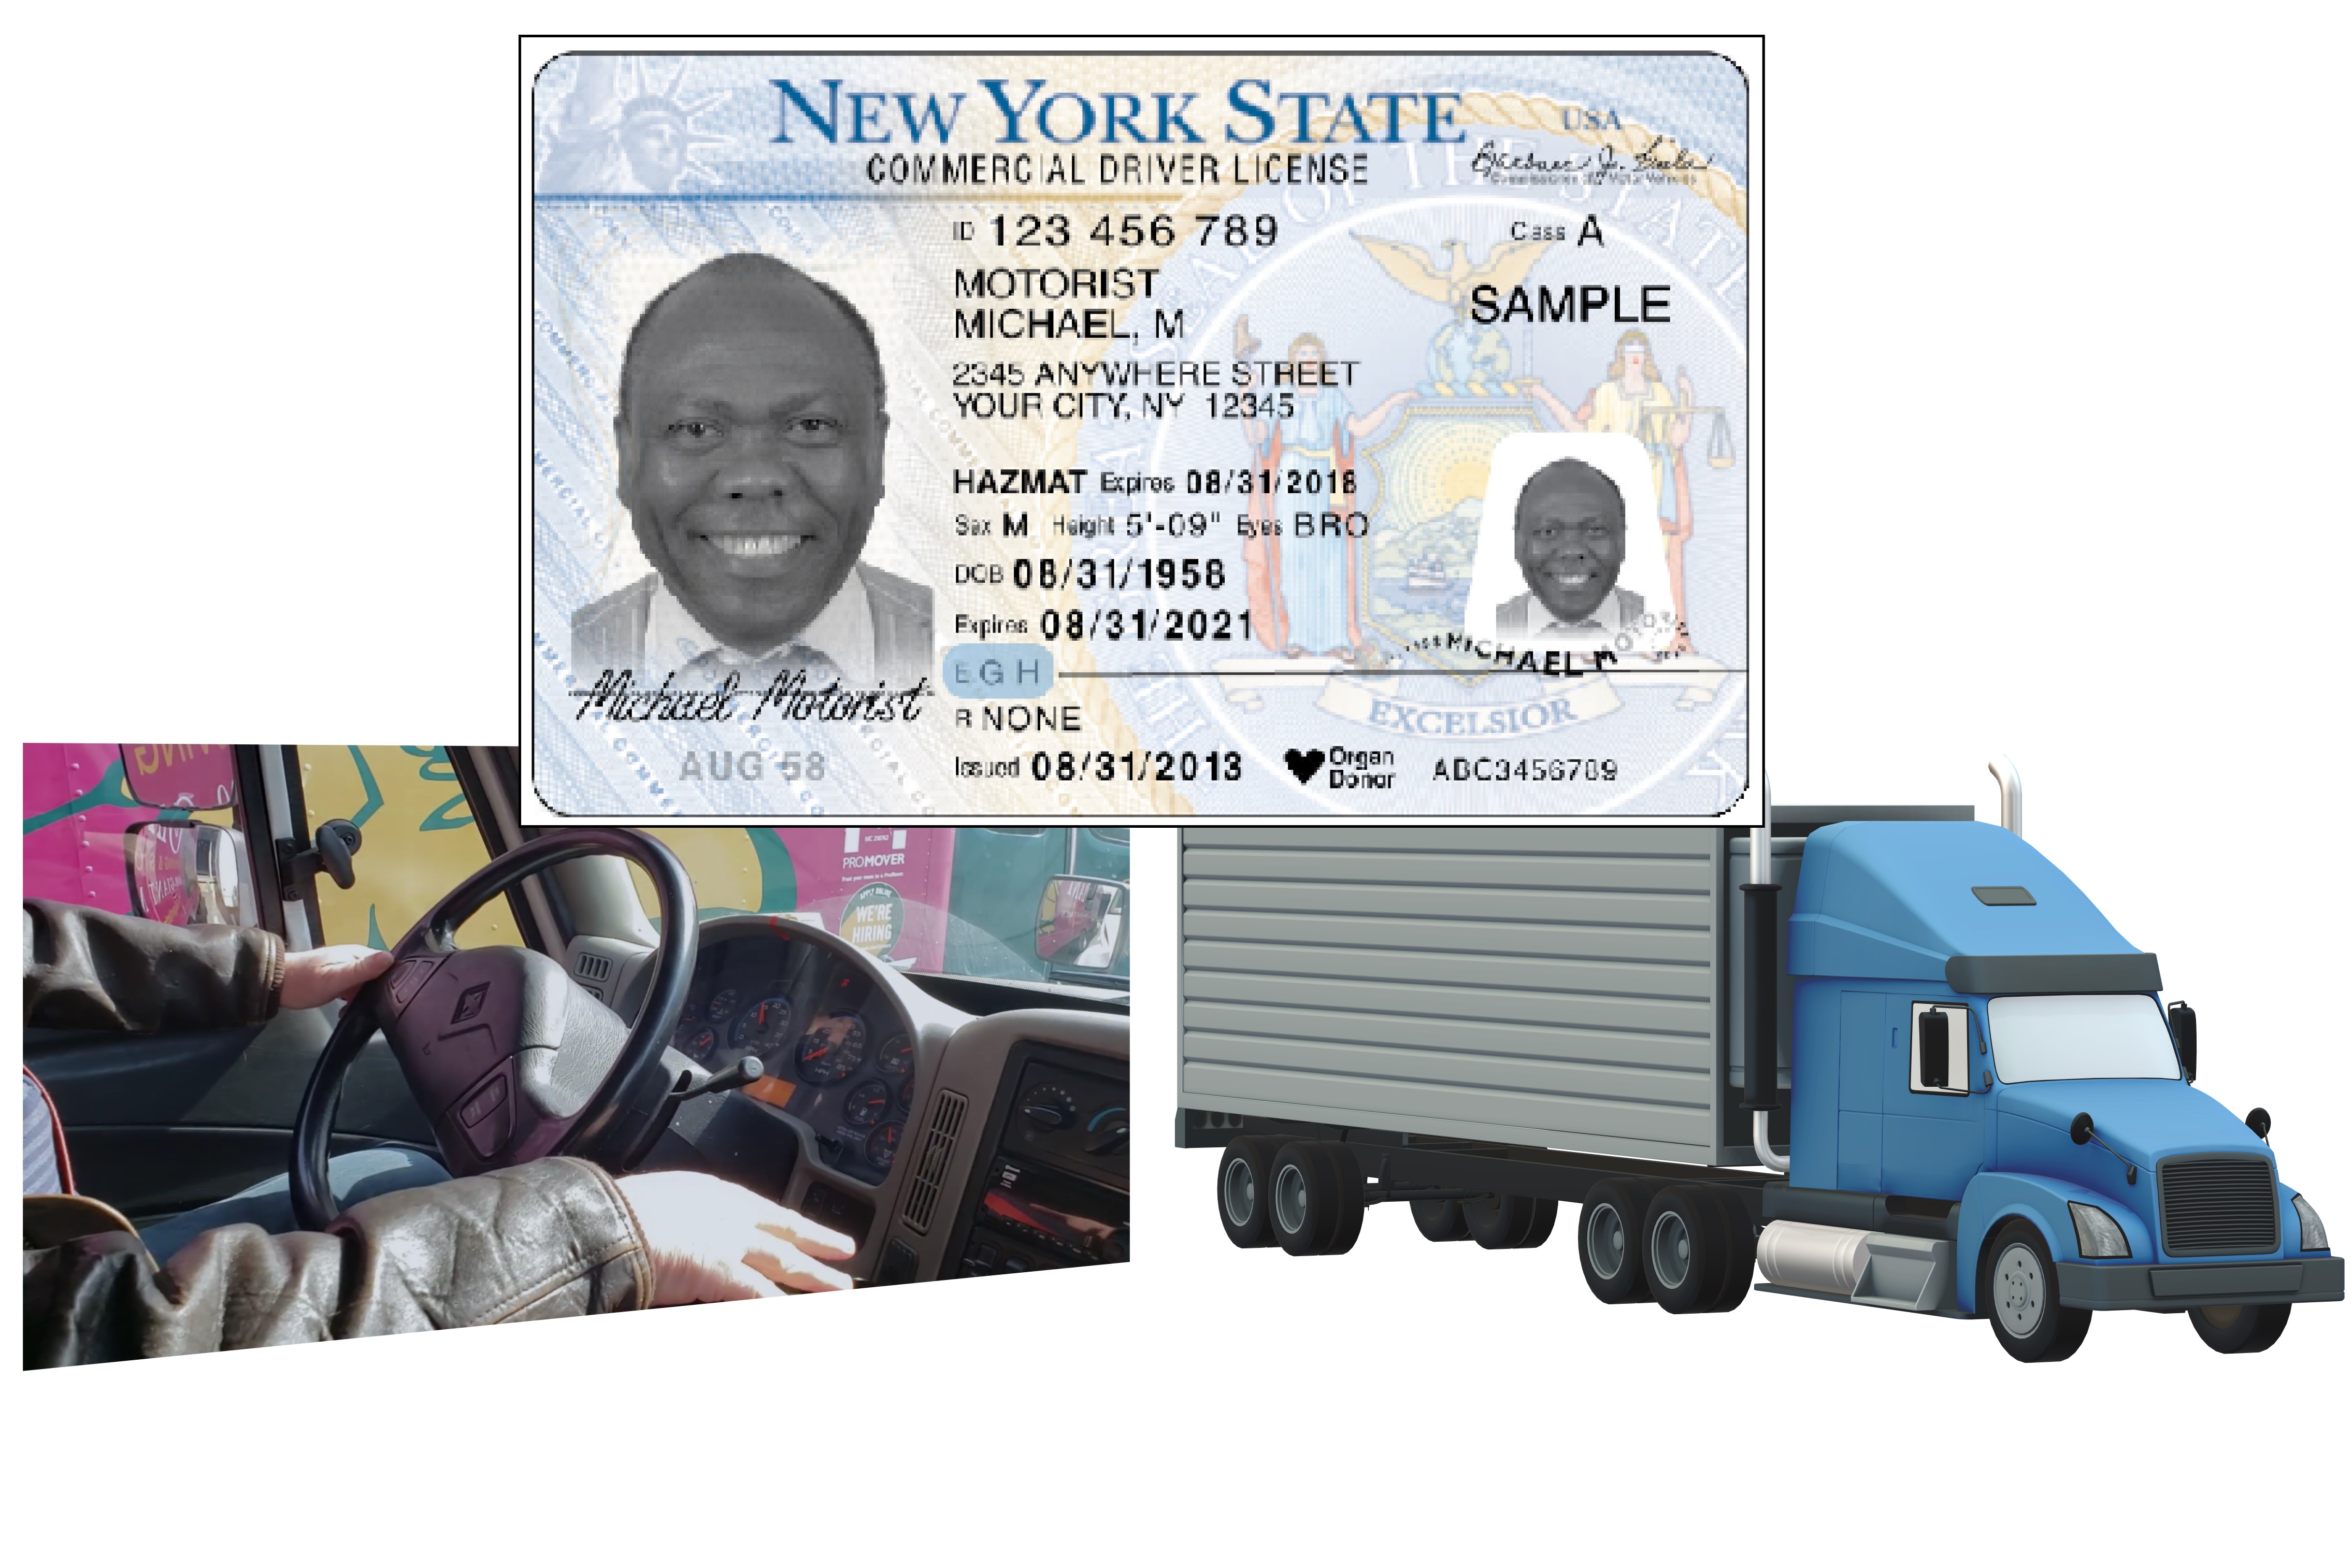 NEW YORK STATE
USA
COMMERCIAL DRIVER LICENSE
ID 123 456 789
Class A
MOTORIST
MICHAEL, M
SAMPLE
2345 ANYWHERE STREET
YOUR CITY, NY 12345
HAZMAT Expires 08/31/2018
Sex M Height 5'-09" Eyes BRO
DOB 08/31/1958
Expires 08/31/2021
E G H
R NONE
Issued 08/31/2013
Organ
Donor
ABC3456789
Michael Motorist
AUG 58
MICHAEL M MOTO
EXCELSIOR
PROMOVER
APPLY ONLINE
WE'RE
HIRING